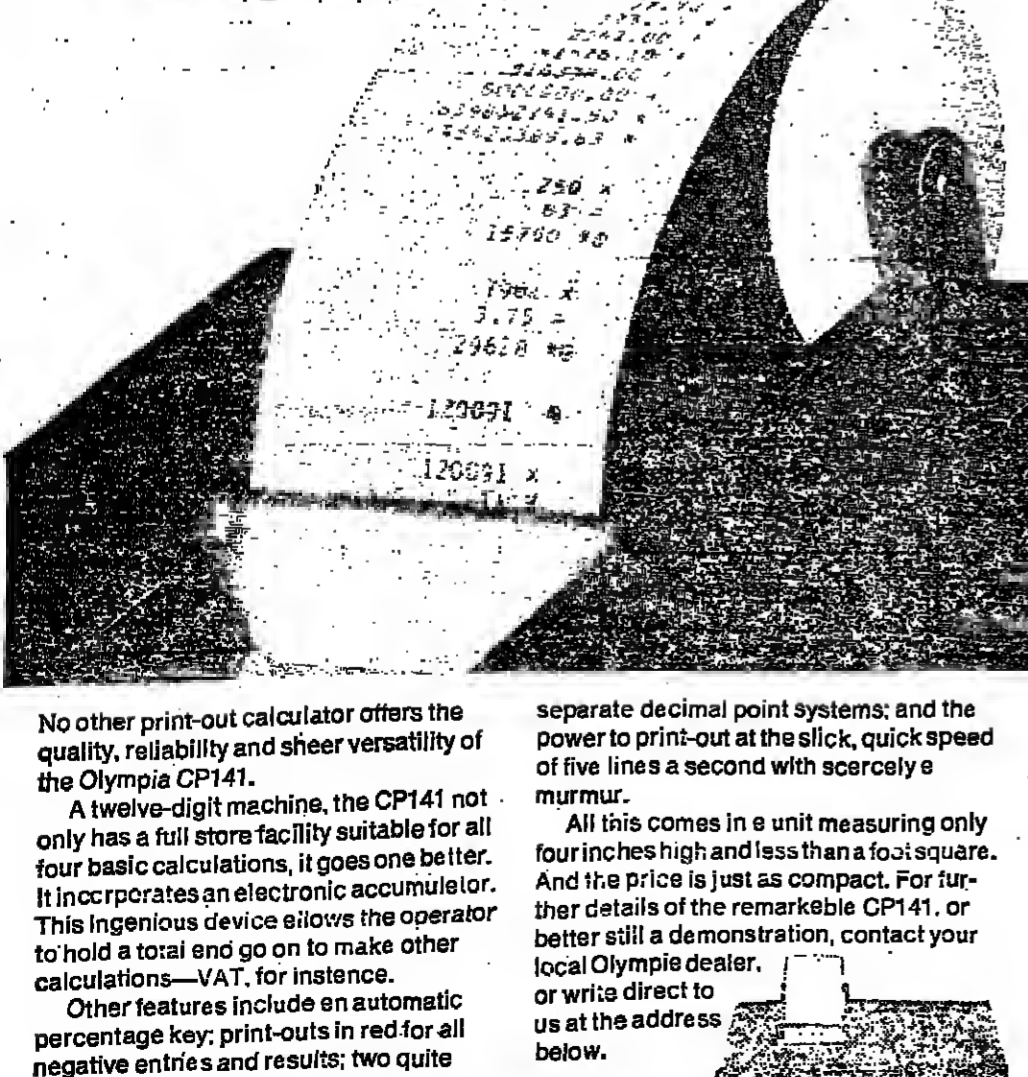 250 x
63 =
15750 *
3.75 =
120091
120091 x
No other print-out calculator offers the
quality, reliability and sheer versatility of
the Olympia CP141.
A twelve-digit machine, the CP141 not
only has a full store facility suitable for all
four basic calculations, it goes one better.
It incorporates an electronic accumulator.
This ingenious device allows the operator
to hold a total and go on to make other
calculations—VAT, for instance.
Other features include an automatic
percentage key; print-outs in red for all
negative entries and results; two quite
separate decimal point systems; and the
power to print-out at the slick, quick speed
of five lines a second with scarcely a
murmur.
All this comes in a unit measuring only
four inches high and less than a foot square.
And the price is just as compact. For fur-
ther details of the remarkable CP141, or
better still a demonstration, contact your
local Olympia dealer,
or write direct to
us at the address
below.